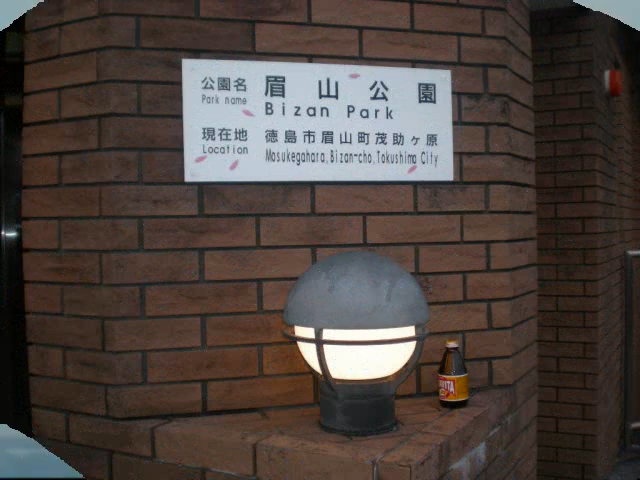 公園名 眉山公園
Park name Bizan Park
現在地 徳島市眉山町茂助ヶ原
Location Mosukegahara, Bizan-cho, Tokushima City